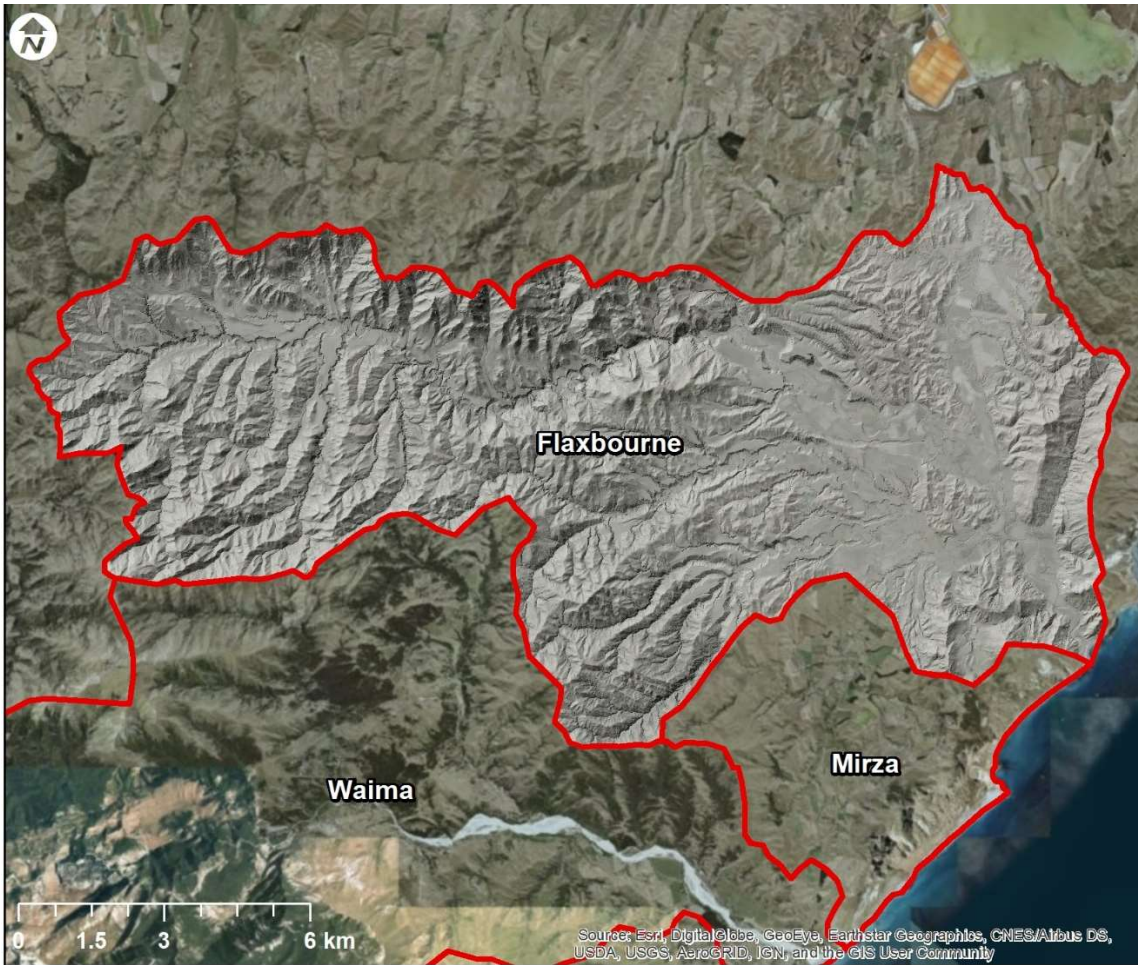 N
Flaxbourne
Waima
Mirza
0 1.5 3 6 km
Source: Esri, DigitalGlobe, GeoEye, Earthstar Geographics, CNES/Airbus DS,
USDA, USGS, AeroGRID, IGN, and the GIS User Community